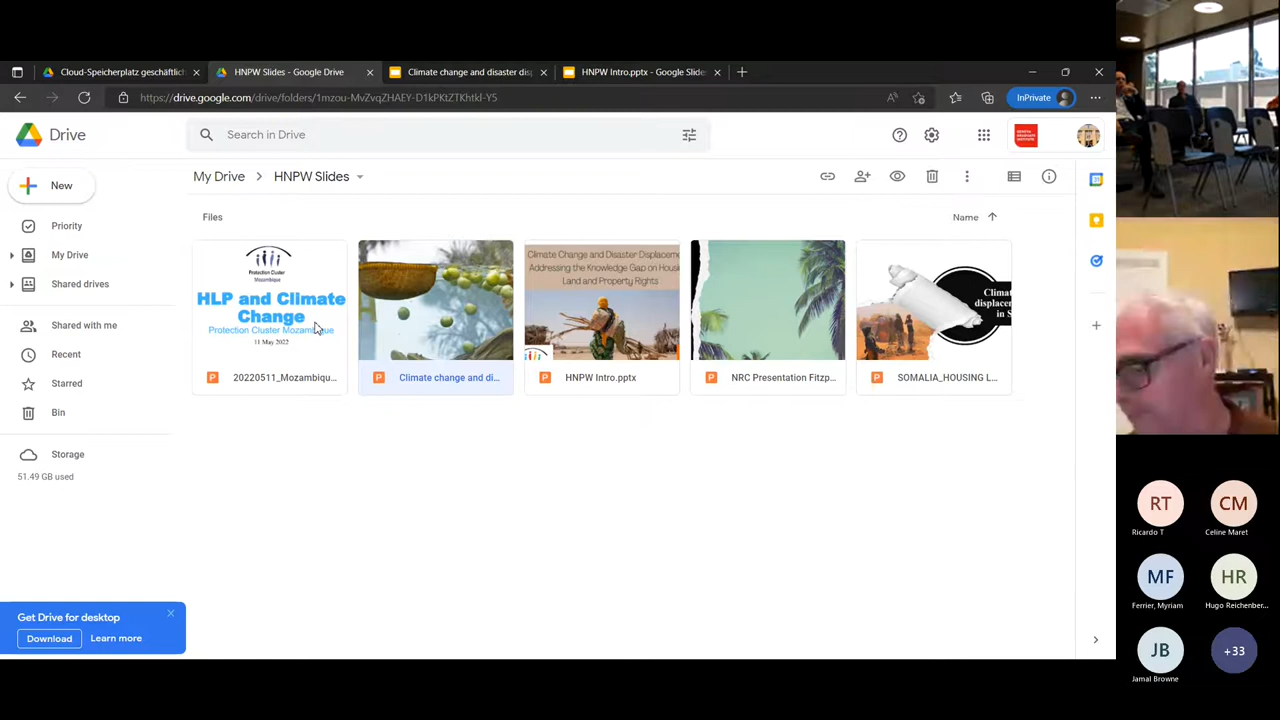 Cloud-Speicherplatz geschäftlich
HNPW Slides - Google Drive
Climate change and disaster dis
HNPW Intro.pptx - Google Slide
https://drive.google.com/drive/folders/1mzou-MvZvqZHAEY-D1kPKtZTKhtkl-Y5
InPrivate
Drive
Search in Drive
New
My Drive
HNPW Slides
Priority
My Drive
Shared drives
Shared with me
Recent
Starred
Bin
Storage
51.49 GB used
Files
Name
Protection Cluster
Mozambique
HLP and Climate
Change
Protection Cluster Mozambique
11 May 2022
Climate Change and Disaster Displaceme
Addressing the Knowledge Gap on Hous
Land and Property Rights
Climat
displacem
in S
20220511_Mozambiqu...
Climate change and di...
HNPW Intro.pptx
NRC Presentation Fitzp...
SOMALIA_HOUSING L...
Get Drive for desktop
Download
Learn more
RT
Ricardo T
CM
Celine Maret
MF
Ferrier, Myriam
HR
Hugo Reichenber...
JB
Jamal Browne
+33